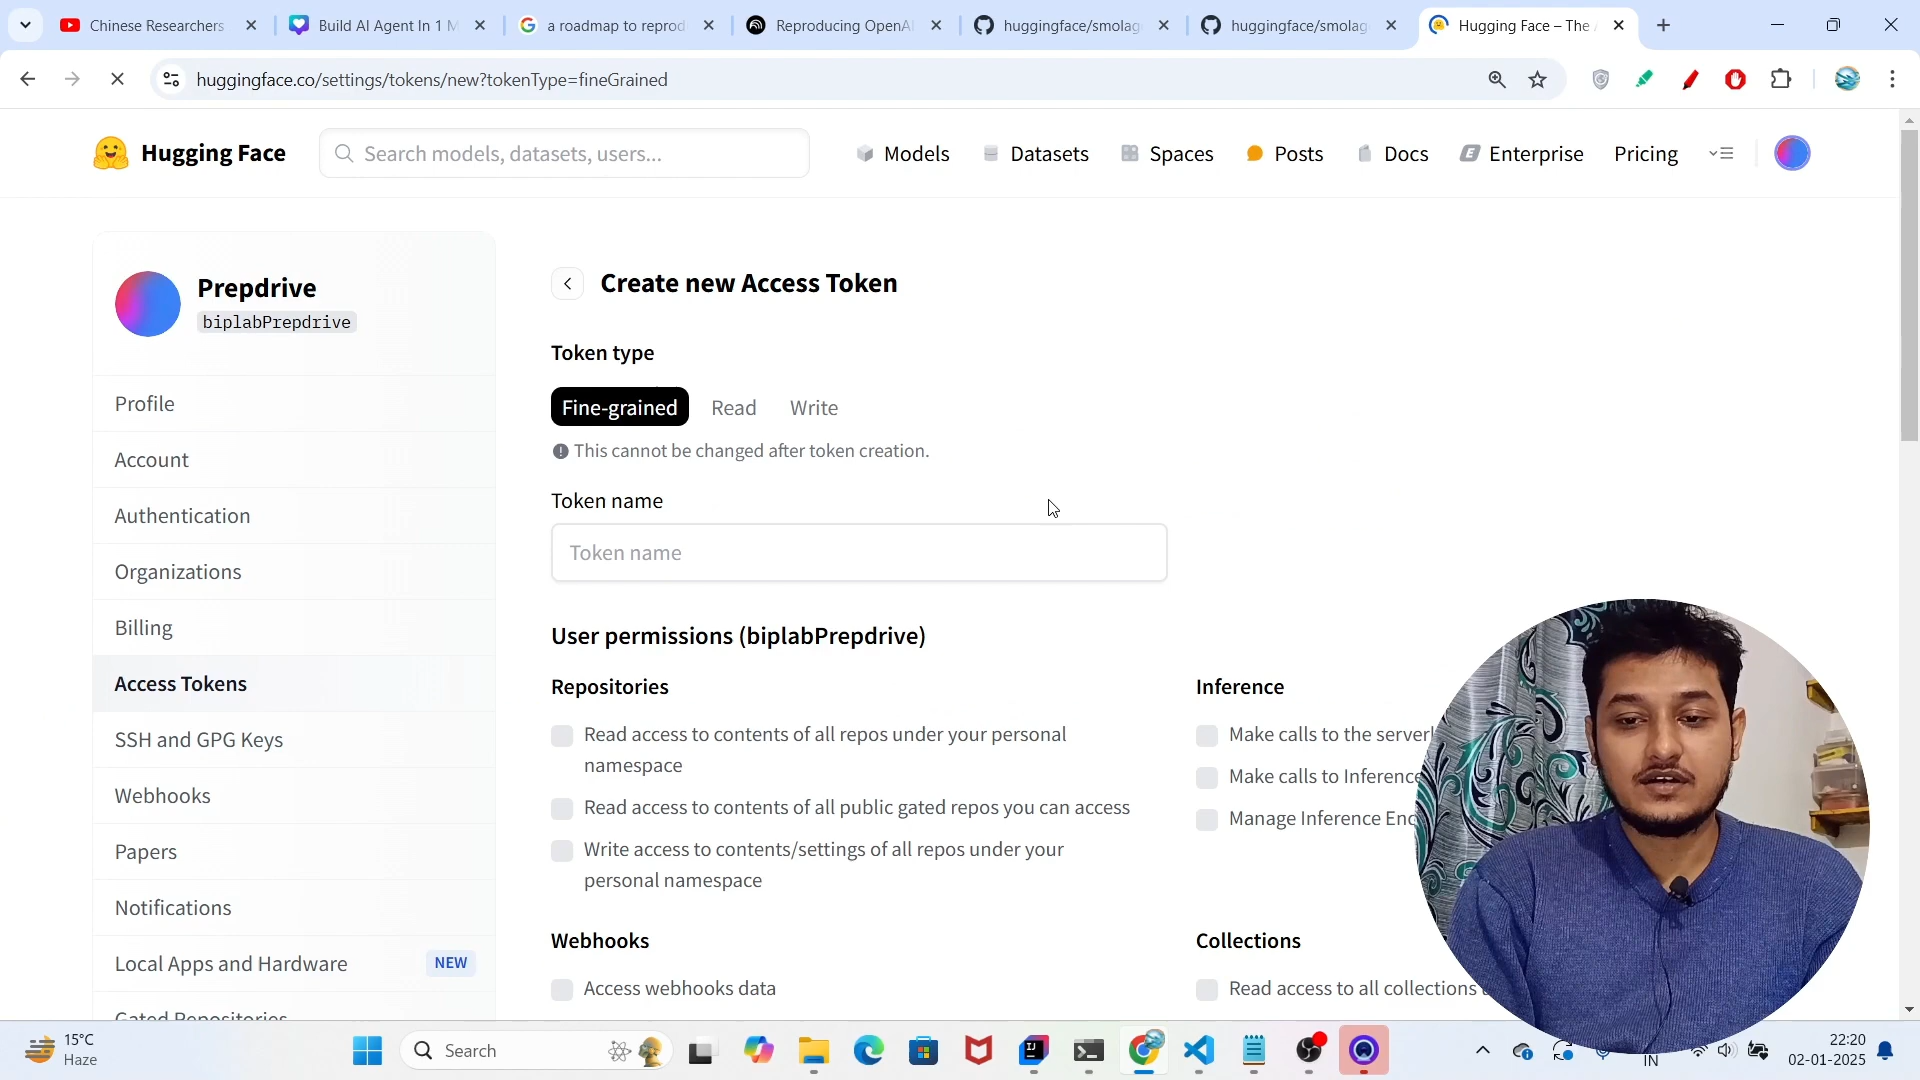 Chinese Researchers
Build AI Agent In 1 M
a roadmap to reprod
Reproducing OpenAI
huggingface/smolag
huggingface/smolag
Hugging Face – The
huggingface.co/settings/tokens/new?tokenType=fineGrained
Hugging Face
Search models, datasets, users...
Models
Datasets
Spaces
Posts
Docs
Enterprise
Pricing
Prepdrive
biplabPrepdrive
Profile
Account
Authentication
Organizations
Billing
Access Tokens
SSH and GPG Keys
Webhooks
Papers
Notifications
Local Apps and Hardware NEW
Gated Repositories
Create new Access Token
Token type
Fine-grained Read Write
This cannot be changed after token creation.
Token name
Token name
User permissions (biplabPrepdrive)
Repositories
Read access to contents of all repos under your personal
namespace
Read access to contents of all public gated repos you can access
Write access to contents/settings of all repos under your
personal namespace
Inference
Make calls to the serverl
Make calls to Inference
Manage Inference End
Webhooks
Access webhooks data
Collections
Read access to all collections
15°C
Haze
Search
IN
22:20
02-01-2025